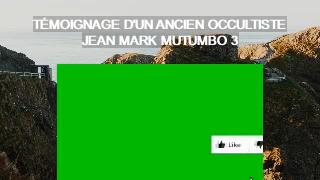 TÉMOIGNAGE D'UN ANCIEN OCCULTISTE
JEAN MARK MUTUMBO 3
Like